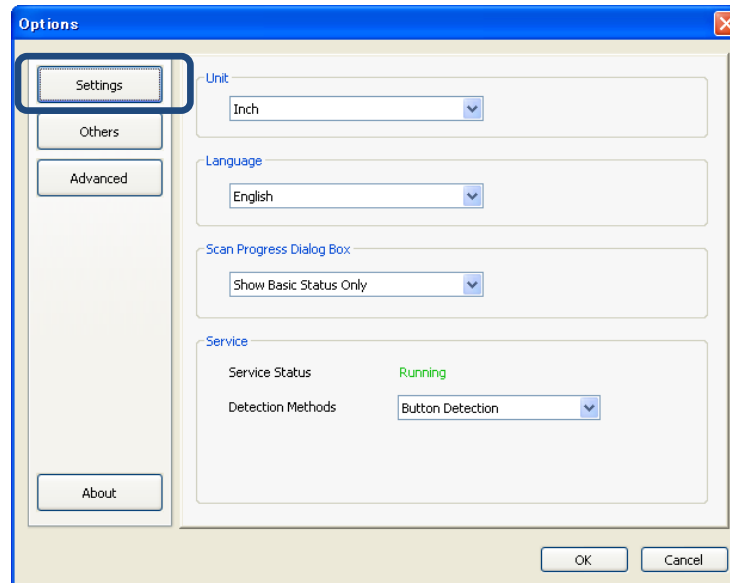 Options
Settings
Others
Advanced
About
Unit
Inch
Language
English
Scan Progress Dialog Box
Show Basic Status Only
Service
Service Status Running
Detection Methods Button Detection
OK Cancel